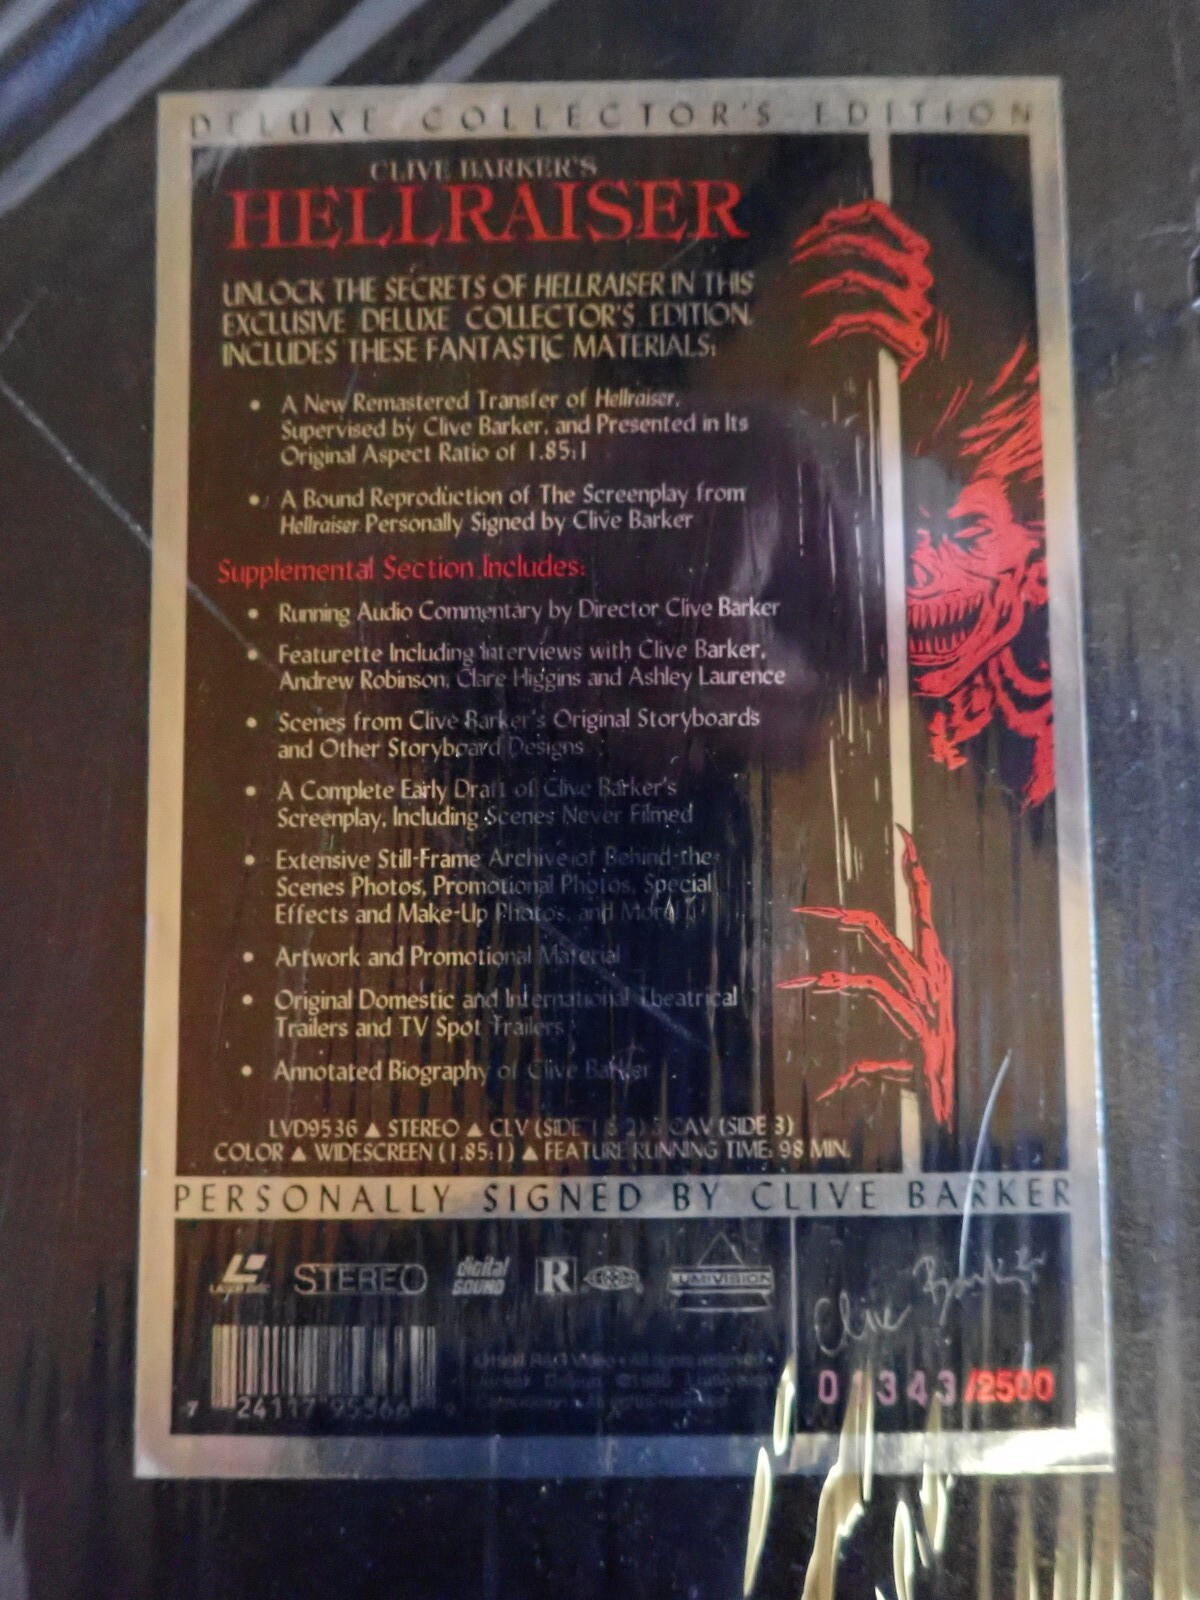 DELUXE COLLECTOR'S EDITION
CLIVE BARKER'S
HELLRAISER
UNLOCK THE SECRETS OF HELLRAISER IN THIS
EXCLUSIVE DELUXE COLLECTOR'S EDITION.
INCLUDES THESE FANTASTIC MATERIALS:
• A New Remastered Transfer of Hellraiser,
Supervised by Clive Barker, and Presented in Its
Original Aspect Ratio of 1.85:1
• A Bound Reproduction of The Screenplay from
Hellraiser Personally Signed by Clive Barker
Supplemental Section Includes:
• Running Audio Commentary by Director Clive Barker
• Featurette Including Interviews with Clive Barker,
Andrew Robinson, Clare Higgins and Ashley Laurence
• Scenes from Clive Barker's Original Storyboards
and Other Storyboard Designs
• A Complete Early Draft of Clive Barker's
Screenplay, Including Scenes Never Filmed
• Extensive Still-Frame Archive of Behind-the-
Scenes Photos, Promotional Photos, Special
Effects and Make-Up Photos, and More
• Artwork and Promotional Material
• Original Domestic and International Theatrical
Trailers and TV Spot Trailers
• Annotated Biography of Clive Barker
LVD9536 ▲ STEREO ▲ CLV (SIDE 1 & 2) CAV (SIDE 3)
COLOR ▲ WIDESCREEN (1.85:1) ▲ FEATURE RUNNING TIME: 98 MIN.
PERSONALLY SIGNED BY CLIVE BARKER
LASER DISC STEREO digital SOUND R LUMIVISION
Clive Barker
/2500
7 24117 95366 9
All rights reserved